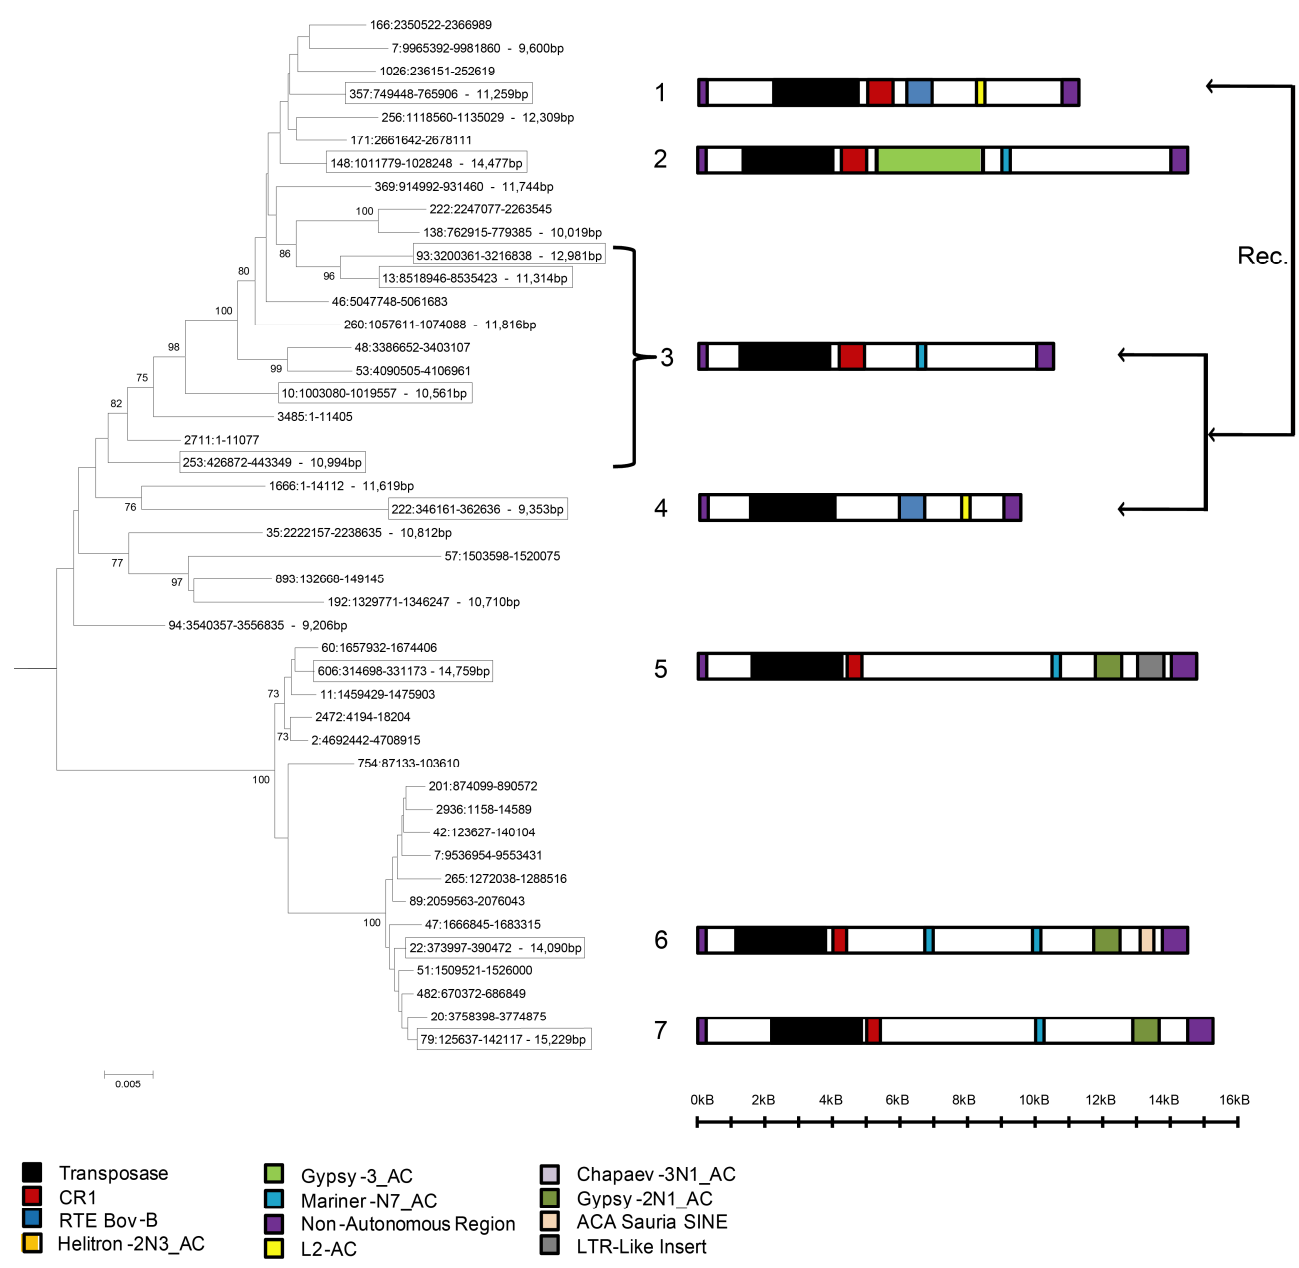 166:2350522-2366989
7:9965392-9981860 - 9,600bp
1026:236151-252619
357:749448-765906 - 11,259bp
1
256:1118560-1135029 - 12,309bp
171:2661642-2678111
148:1011779-1028248 - 14,477bp
2
369:914992-931460 - 11,744bp
100
222:2247077-2263545
138:762915-779385 - 10,019bp
86
93:3200361-3216838 - 12,981bp
Rec.
80
96
13:8518946-8535423 - 11,314bp
46:5047748-5061683
100
260:1057611-1074088 - 11,816bp
98
48:3386652-3403107
3
99
53:4090505-4106961
75
10:1003080-1019557 - 10,561bp
82
3485:1-11405
2711:1-11077
253:426872-443349 - 10,994bp
1666:1-14112 - 11,619bp
76
222:346161-362636 - 9,353bp
4
35:2222157-2238635 - 10,812bp
77
57:1503598-1520075
97
893:132668-149145
192:1329771-1346247 - 10,710bp
94:3540357-3556835 - 9,206bp
60:1657932-1674406
606:314698-331173 - 14,759bp
5
73
11:1459429-1475903
2472:4194-18204
73
2:4692442-4708915
100
754:87133-103610
201:874099-890572
2936:1158-14589
42:123627-140104
7:9536954-9553431
265:1272038-1288516
89:2059563-2076043
100
47:1666845-1683315
22:373997-390472 - 14,090bp
6
51:1509521-1526000
482:670372-686849
20:3758398-3774875
79:125637-142117 - 15,229bp
7
0.005
0kB 2kB 4kB 6kB 8kB 10kB 12kB 14kB 16kB
Transposase
CR1
RTE Bov-B
Helitron-2N3_AC
Gypsy-3_AC
Mariner-N7_AC
Non-Autonomous Region
L2-AC
Chapaev-3N1_AC
Gypsy-2N1_AC
ACA Sauria SINE
LTR-Like Insert